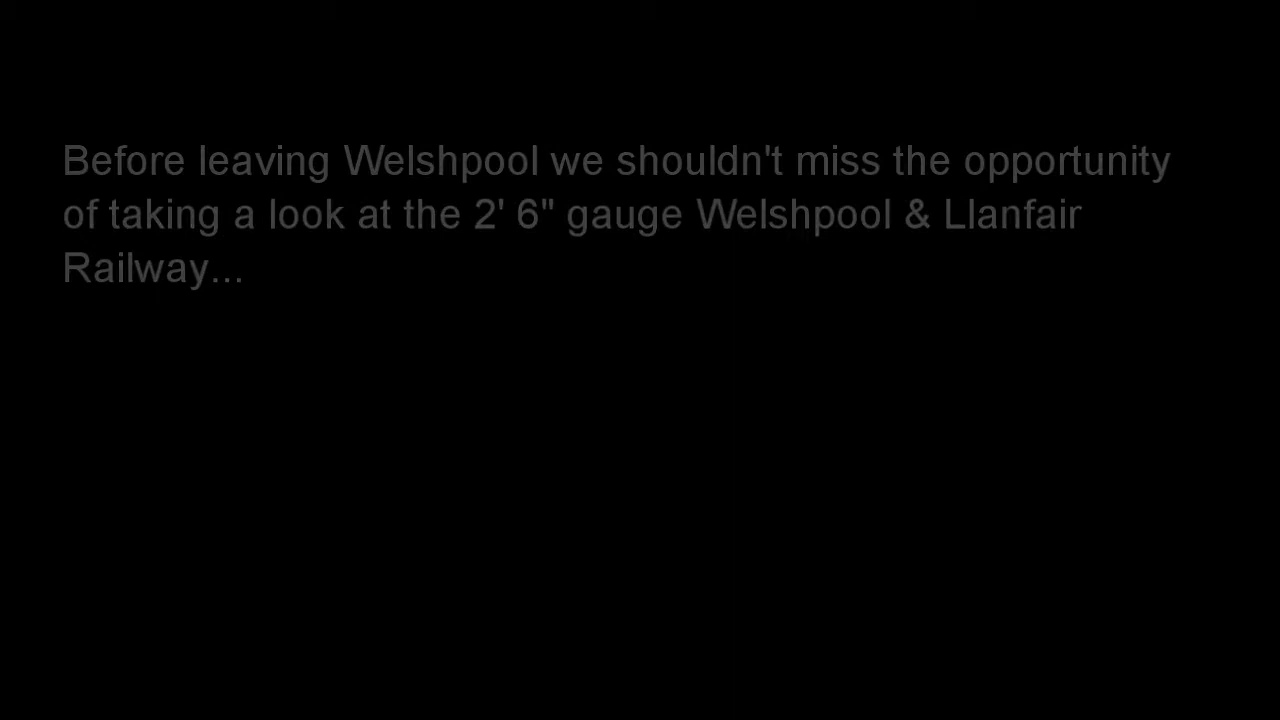 Before leaving Welshpool we shouldn't miss the opportunity
of taking a look at the 2' 6" gauge Welshpool & Llanfair
Railway...